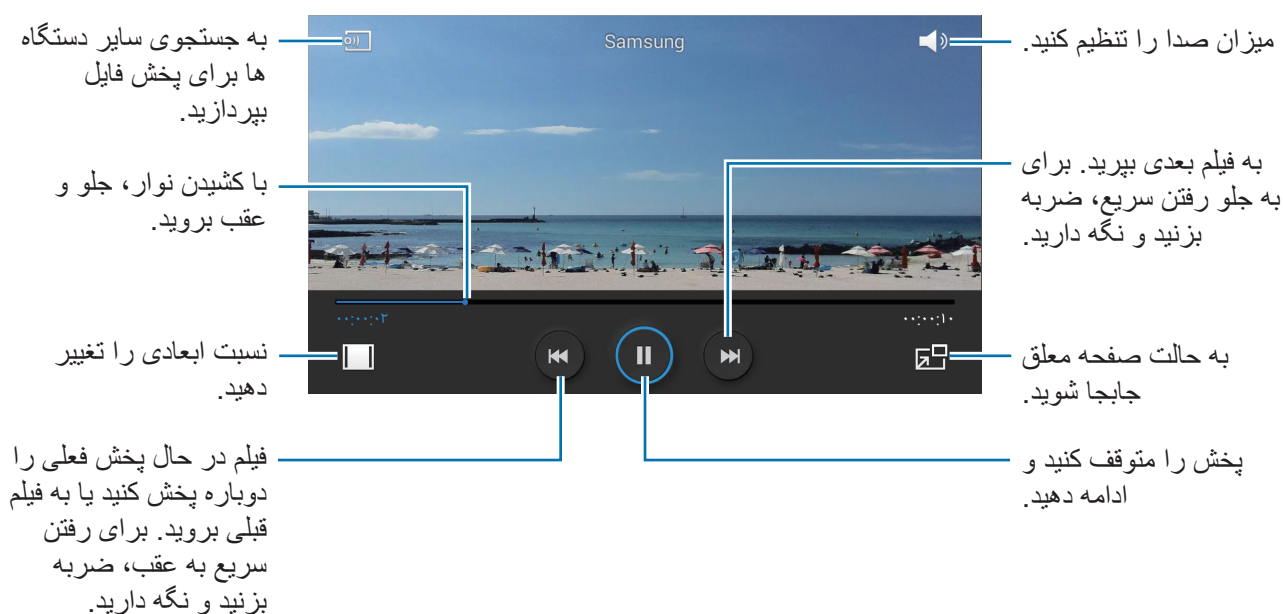 به جستجوی سایر دستگاه
ها برای پخش فایل
بپردازید.
Samsung
میزان صدا را تنظیم کنید.
به فیلم بعدی بپرید. برای
به جلو رفتن سریع، ضربه
بزنید و نگه دارید.
با کشیدن نوار، جلو و
عقب بروید.
۰۰:۰۰:۰۲
۰۰:۰۰:۱۰
نسبت ابعادی را تغییر
دهید.
به حالت صفحه معلق
جابجا شوید.
فیلم در حال پخش فعلی را
دوباره پخش کنید یا به فیلم
قبلی بروید. برای رفتن
سریع به عقب، ضربه
بزنید و نگه دارید.
پخش را متوقف کنید و
ادامه دهید.